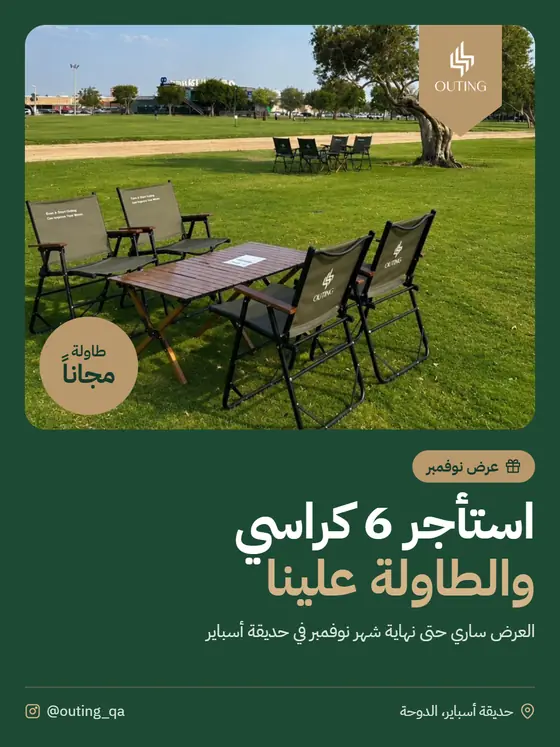 OUTING
OUTING
طاولة
مجاناً
عرض نوفمبر
استأجر 6 كراسي
والطاولة علينا
العرض ساري حتى نهاية شهر نوفمبر في حديقة أسباير
حديقة أسباير، الدوحة
@outing_qa